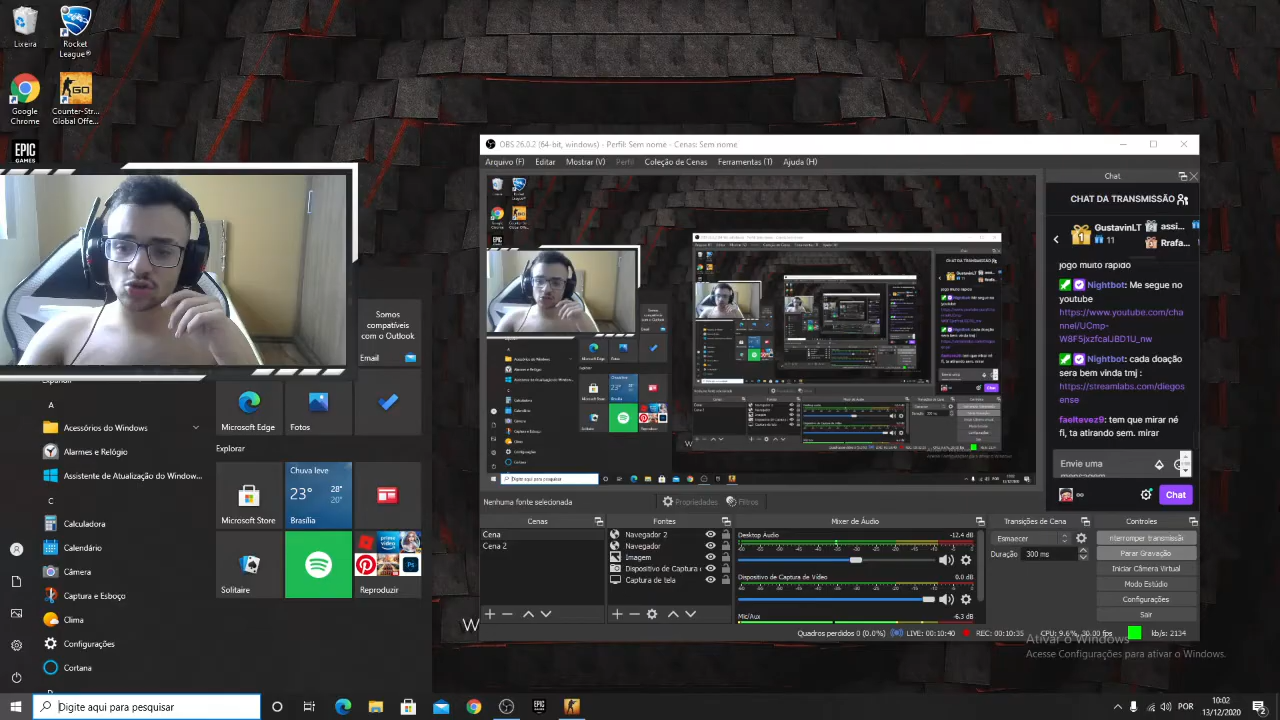 Lixeira
Rocket
League®
Google
Chrome
Counter-Str...
Global Offe...
EPIC
GAMES
OBS 26.0.2 (64-bit, windows) - Perfil: Sem nome - Cenas: Sem nome
Arquivo (F)
Editar
Mostrar (V)
Perfil
Coleção de Cenas
Ferramentas (T)
Ajuda (H)
Chat
CHAT DA TRANSMISSÃO
11
jogo muito rapido
Nightbot: Me segue no
youtube
https://www.youtube.com/cha
nnel/UCmp-
Nightbot: cada doação
sera bem vinda tmj :
https://streamlabs.com/diegos
ense
faeltevez9: tem que mirar ne
fi, ta atirando sem mirar
Envie uma
mensagem
Chat
Somos
compatíveis
com o Outlook
Email
Expandir
A
Acessórios do Windows
Alarmes e Relógio
Assistente de Atualização do Window...
C
Calculadora
Calendário
Câmera
Captura e Esboço
Clima
Configurações
Cortana
Microsoft Edge
Fotos
Explorar
Microsoft Store
Chuva leve
23°
28°
20°
Brasília
Solitaire
prime video
Ps
Reproduzir
Nenhuma fonte selecionada
Propriedades
Filtros
Cenas
Cena
Cena 2
Fontes
Navegador 2
Navegador
Imagem
Dispositivo de Captura
Captura de tela
Mixer de Áudio
Desktop Audio
-12.4 dB
Dispositivo de Captura de Vídeo
0.0 dB
Mic/Aux
-6.3 dB
Transições de Cena
Esmaecer
Duração
300 ms
Controles
Interromper transmissã
Parar Gravação
Iniciar Câmera Virtual
Modo Estúdio
Configurações
Sair
Quadros perdidos 0 (0.0%)
LIVE: 00:10:40
REC: 00:10:35
CPU: 9.6%, 30.00 fps
kb/s: 2134
W
Ativar o Windows
Acesse Configurações para ativar o Windows.
Digite aqui para pesquisar
EPIC
POR
10:02
13/12/2020
2